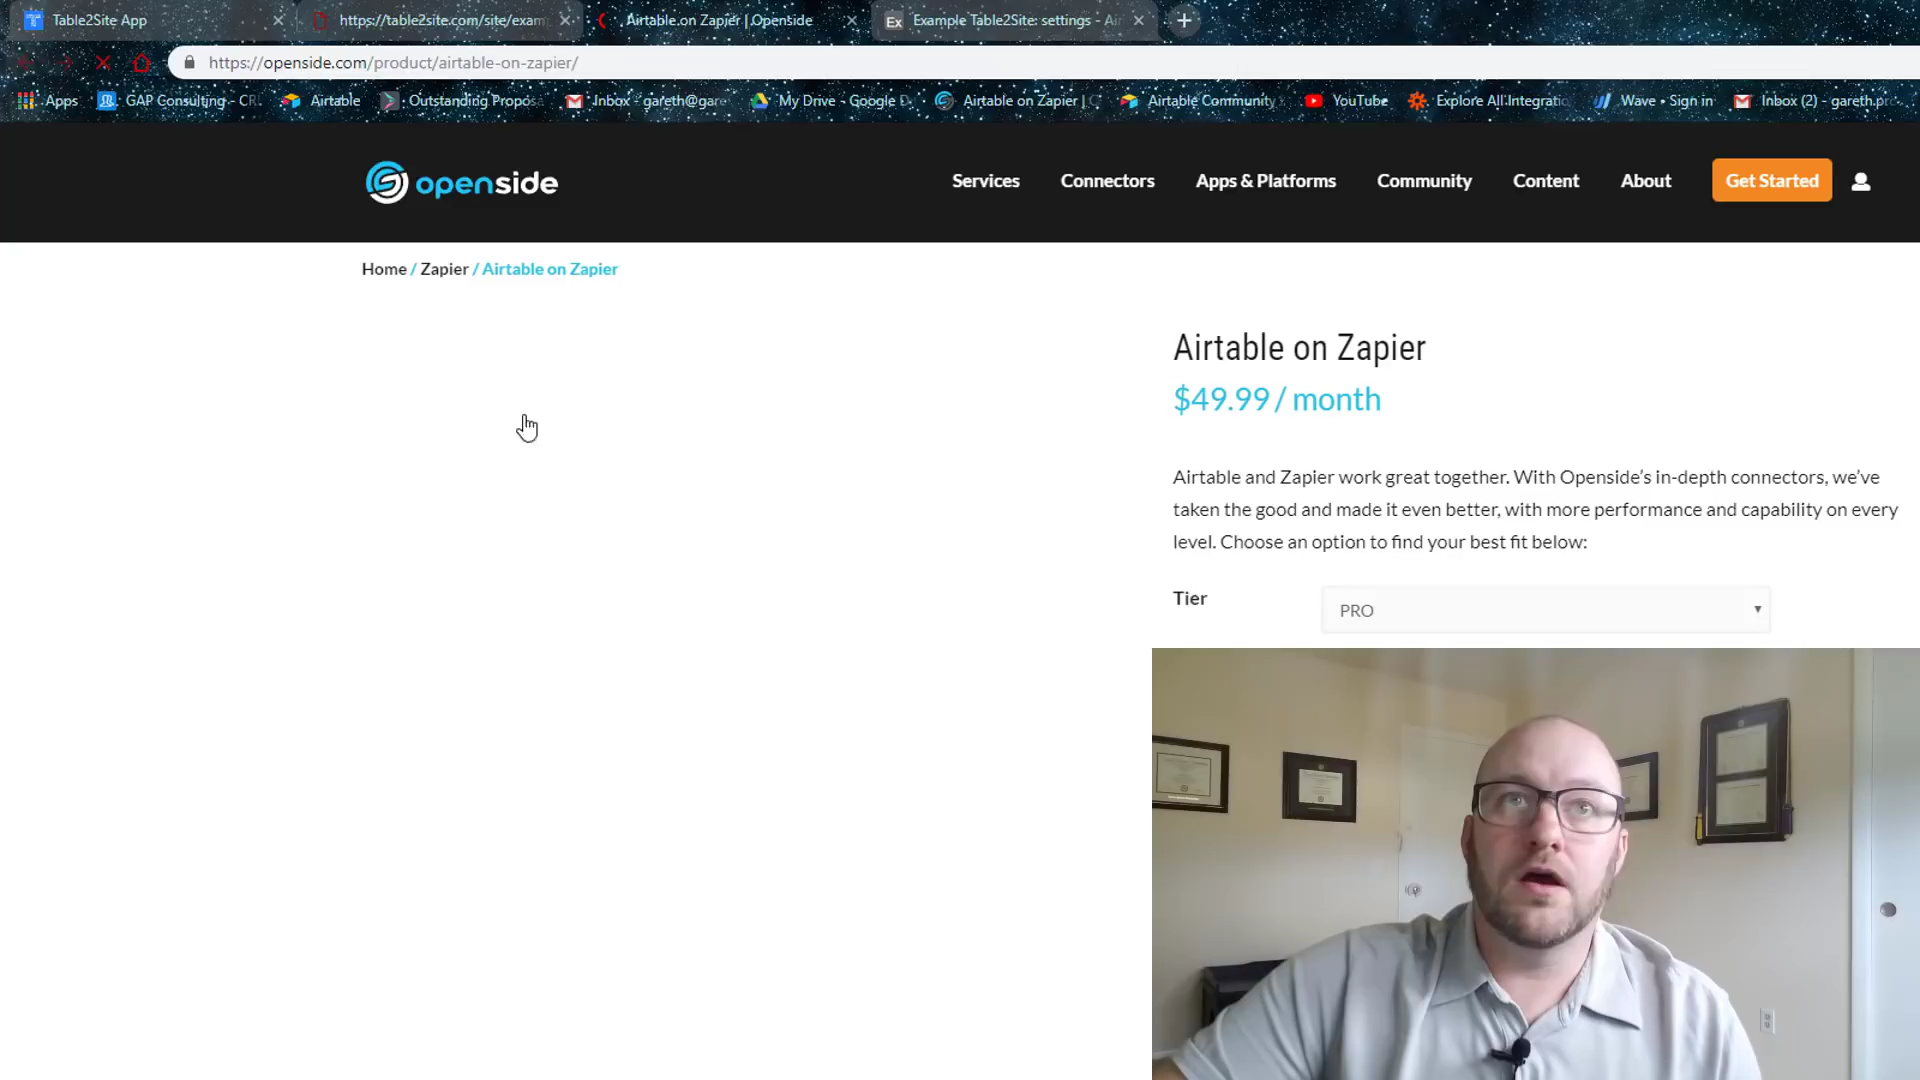 Table2Site App
https://table2site.com/site/exam
Airtable on Zapier | Openside
Ex
Example Table2Site: settings - Air
https://openside.com/product/airtable-on-zapier/
Apps
GAP Consulting - CR
Airtable
Outstanding Propos
Inbox - gareth@gar
My Drive - Google D
Airtable on Zapier |
Airtable Community
YouTube
Explore All Integratio
Wave • Sign in
Inbox (2) - gareth.pr
openside
Services
Connectors
Apps & Platforms
Community
Content
About
Get Started
Home / Zapier / Airtable on Zapier
Airtable on Zapier
$49.99 / month
Airtable and Zapier work great together. With Openside’s in-depth connectors, we’ve
taken the good and made it even better, with more performance and capability on every
level. Choose an option to find your best fit below:
Tier
PRO